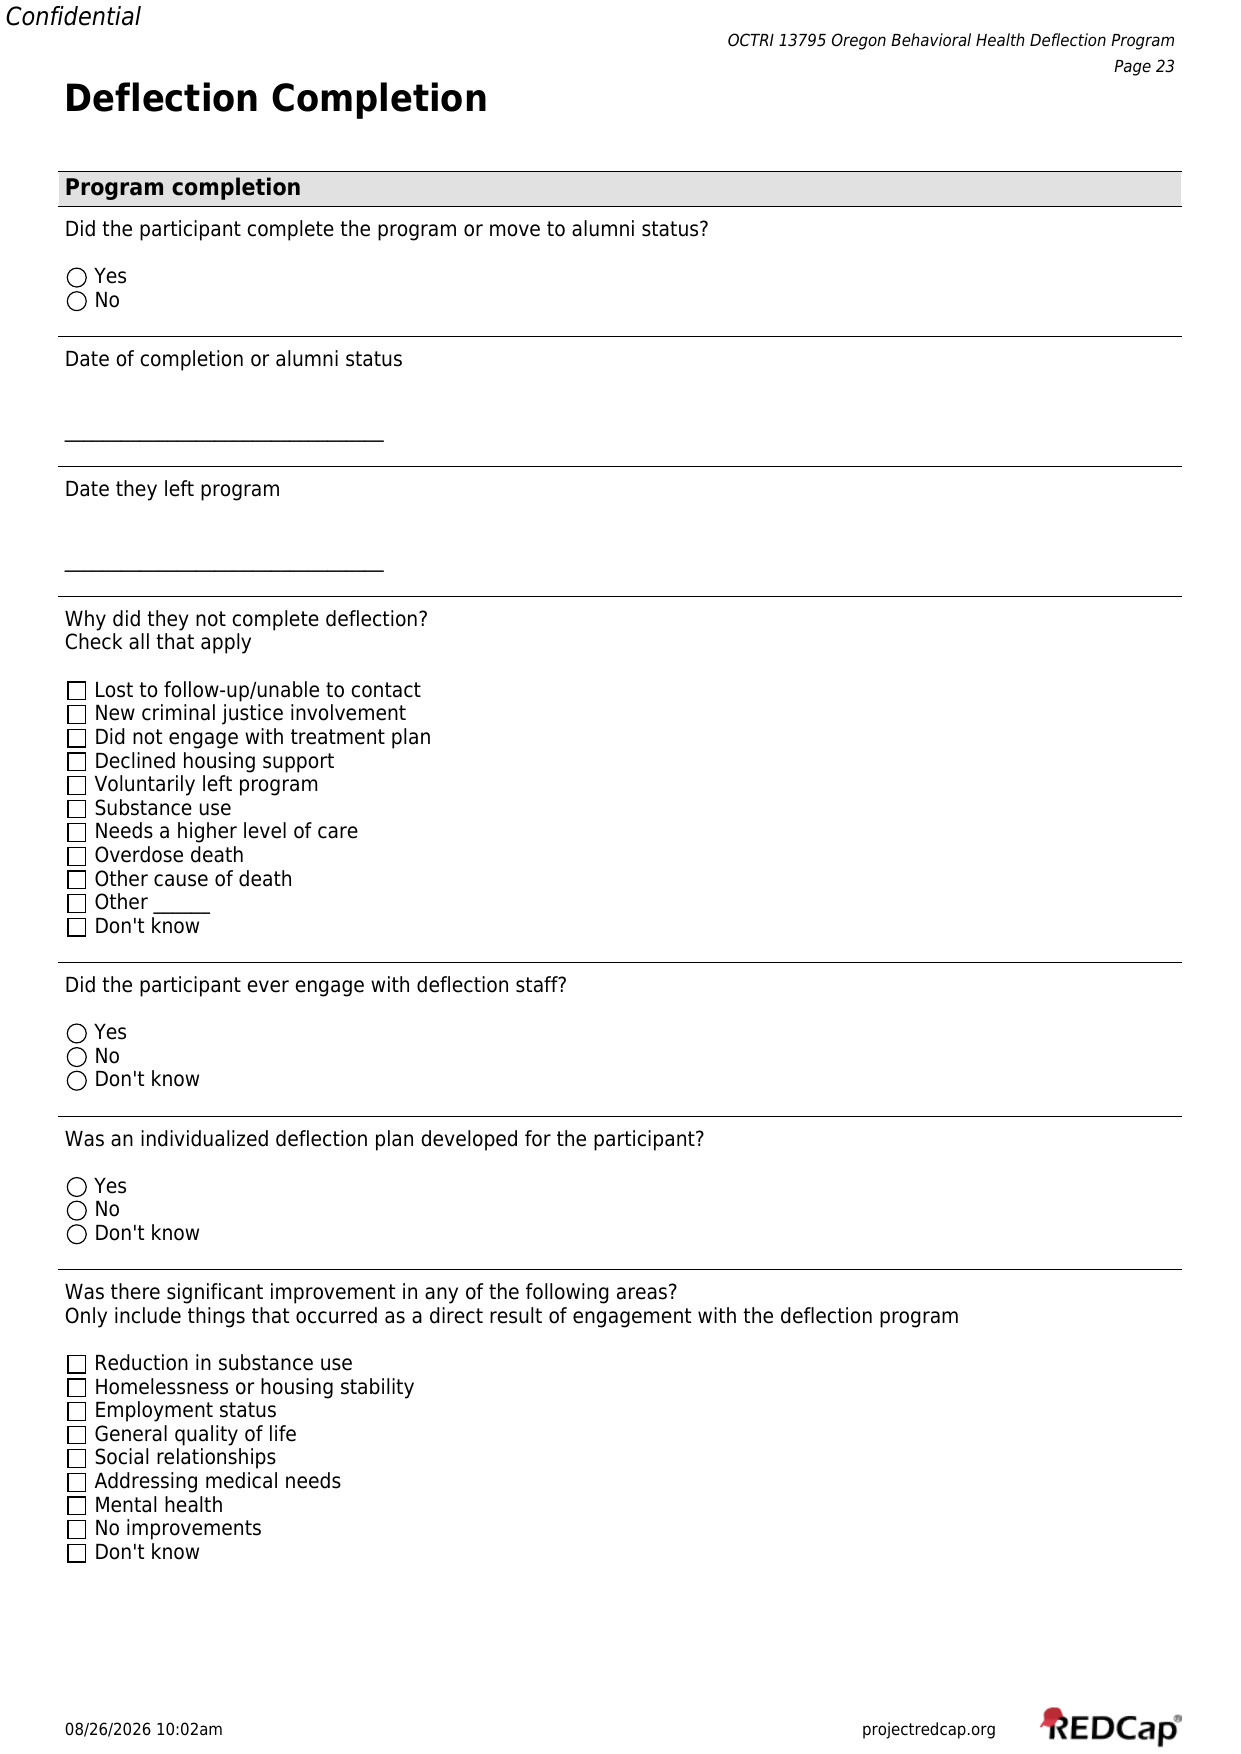 Confidential
OCTRI 13795 Oregon Behavioral Health Deflection Program
Page 23
Deflection Completion
Program completion
Did the participant complete the program or move to alumni status?
Yes
No
Date of completion or alumni status
__________________________________
Date they left program
__________________________________
Why did they not complete deflection?
Check all that apply
Lost to follow-up/unable to contact
New criminal justice involvement
Did not engage with treatment plan
Declined housing support
Voluntarily left program
Substance use
Needs a higher level of care
Overdose death
Other cause of death
Other ______
Don't know
Did the participant ever engage with deflection staff?
Yes
No
Don't know
Was an individualized deflection plan developed for the participant?
Yes
No
Don't know
Was there significant improvement in any of the following areas?
Only include things that occurred as a direct result of engagement with the deflection program
Reduction in substance use
Homelessness or housing stability
Employment status
General quality of life
Social relationships
Addressing medical needs
Mental health
No improvements
Don't know
08/26/2026 10:02am
projectredcap.org
REDCap®